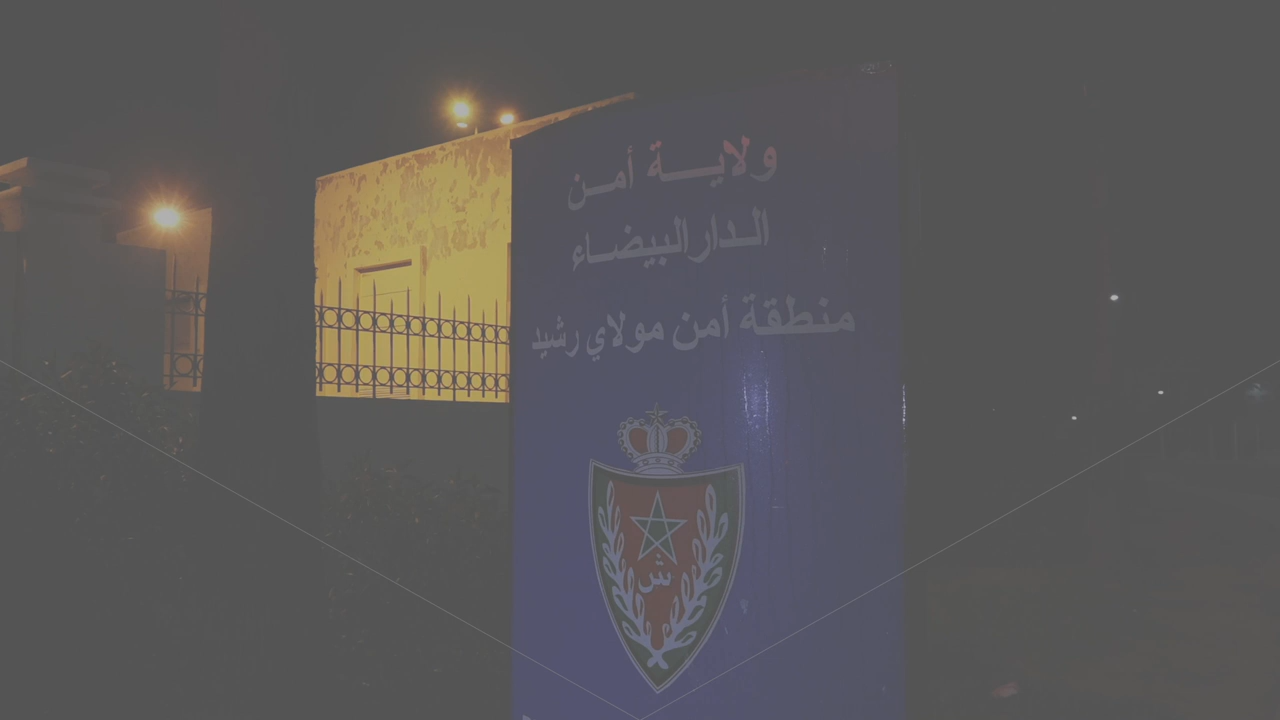 ولاية أمن
الدار البيضاء
منطقة أمن مولاي رشيد
ش